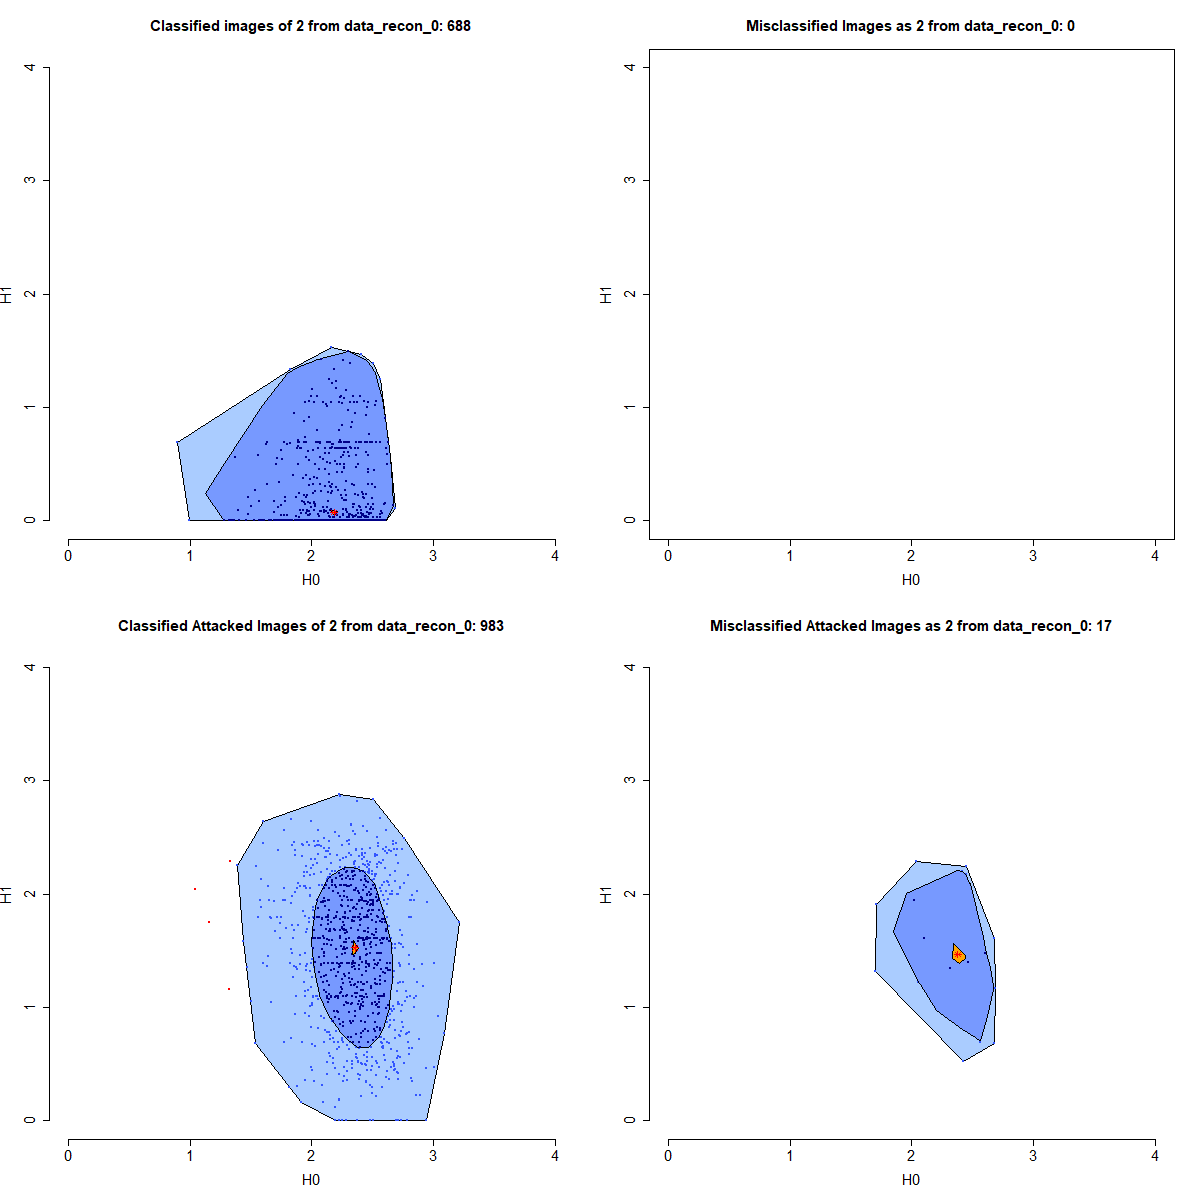 Classified images of 2 from data_recon_0: 688
4
3
2
1
0
H1
0 1 2 3 4
H0
Misclassified Images as 2 from data_recon_0: 0
4
3
2
1
0
H1
0 1 2 3 4
H0
Classified Attacked Images of 2 from data_recon_0: 983
4
3
2
1
0
H1
0 1 2 3 4
H0
Misclassified Attacked Images as 2 from data_recon_0: 17
4
3
2
1
0
H1
0 1 2 3 4
H0